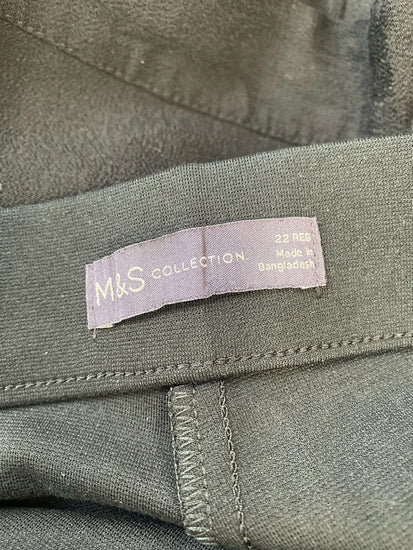 M&S COLLECTION
22 REG
Made in
Bangladesh